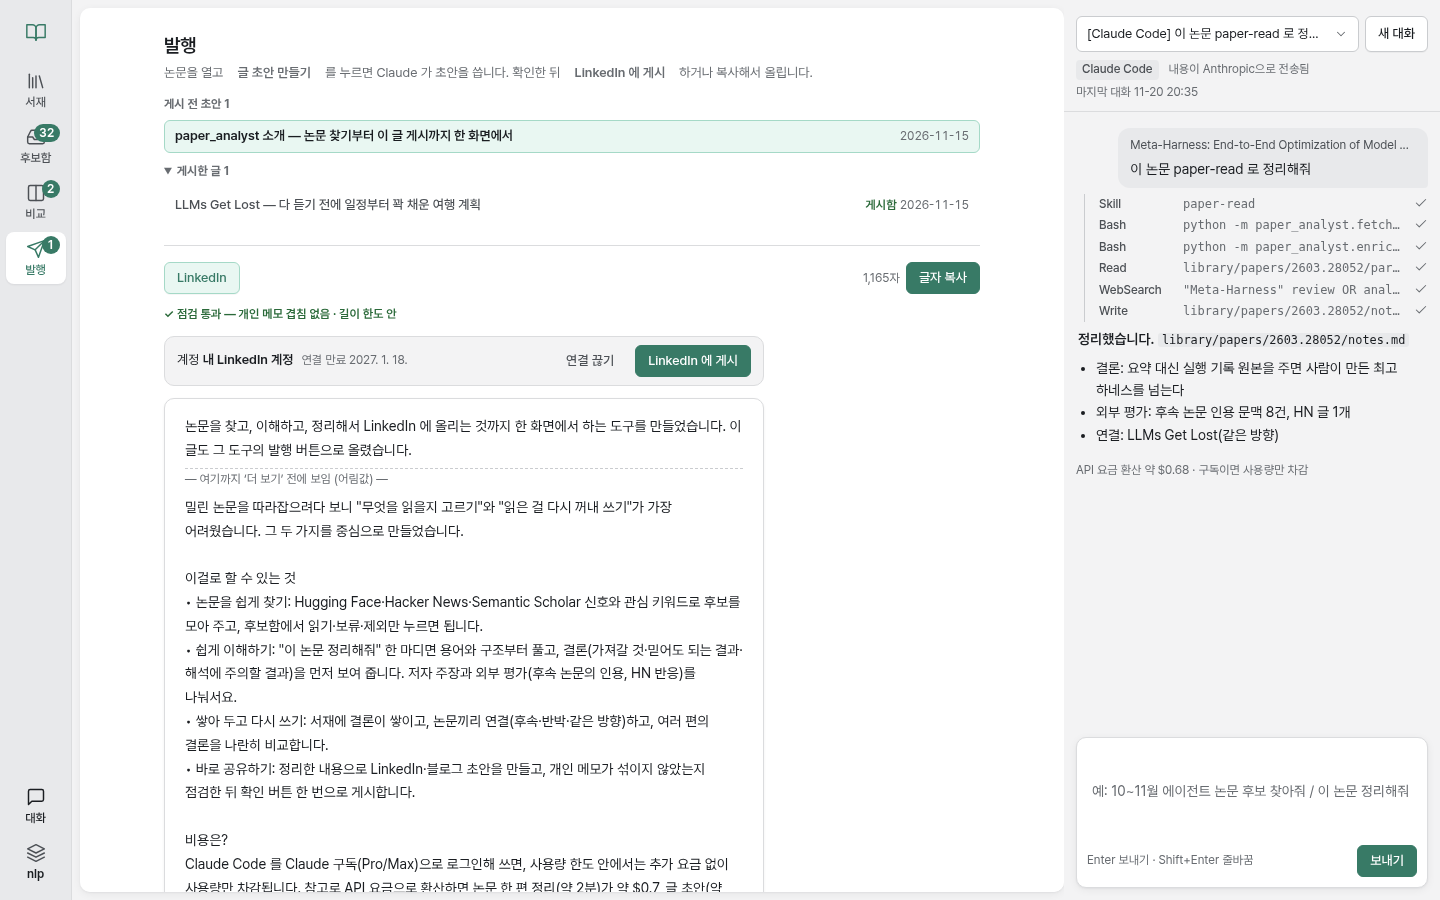 서재
32
후보함
2
비교
1
발행
대화
nlp
발행
논문을 열고 글 초안 만들기 를 누르면 Claude 가 초안을 씁니다. 확인한 뒤 LinkedIn 에 게시 하거나 복사해서 올립니다.
게시 전 초안 1
paper_analyst 소개 — 논문 찾기부터 이 글 게시까지 한 화면에서 2026-11-15
▼ 게시한 글 1
LLMs Get Lost — 다 듣기 전에 일정부터 꽉 채운 여행 계획 게시함 2026-11-15
LinkedIn 1,165자 글자 복사
✓ 점검 통과 — 개인 메모 겹침 없음 · 길이 한도 안
계정 내 LinkedIn 계정 연결 만료 2027. 1. 18. 연결 끊기 LinkedIn 에 게시
논문을 찾고, 이해하고, 정리해서 LinkedIn 에 올리는 것까지 한 화면에서 하는 도구를 만들었습니다. 이
글도 그 도구의 발행 버튼으로 올렸습니다.
— 여기까지 '더 보기' 전에 보임 (어림값) —
밀린 논문을 따라잡으려다 보니 "무엇을 읽을지 고르기"와 "읽은 걸 다시 꺼내 쓰기"가 가장
어려웠습니다. 그 두 가지를 중심으로 만들었습니다.
이걸로 할 수 있는 것
• 논문을 쉽게 찾기: Hugging Face·Hacker News·Semantic Scholar 신호와 관심 키워드로 후보를
모아 주고, 후보함에서 읽기·보류·제외만 누르면 됩니다.
• 쉽게 이해하기: "이 논문 정리해줘" 한 마디면 용어와 구조부터 풀고, 결론(가져갈 것·믿어도 되는 결과·
해석에 주의할 결과)을 먼저 보여 줍니다. 저자 주장과 외부 평가(후속 논문의 인용, HN 반응)를
나눠서요.
• 쌓아 두고 다시 쓰기: 서재에 결론이 쌓이고, 논문끼리 연결(후속·반박·같은 방향)하고, 여러 편의
결론을 나란히 비교합니다.
• 바로 공유하기: 정리한 내용으로 LinkedIn·블로그 초안을 만들고, 개인 메모가 섞이지 않았는지
점검한 뒤 확인 버튼 한 번으로 게시합니다.
비용은?
Claude Code 를 Claude 구독(Pro/Max)으로 로그인해 쓰면, 사용량 한도 안에서는 추가 요금 없이
사용량만 차감됩니다. 참고로 API 요금으로 환산하면 논문 한 편 정리(약 2분)가 약 $0.7, 글 초안(약
[Claude Code] 이 논문 paper-read 로 정... 새 대화
Claude Code 내용이 Anthropic으로 전송됨
마지막 대화 11-20 20:35
Meta-Harness: End-to-End Optimization of Model ...
이 논문 paper-read 로 정리해줘
Skill paper-read ✓
Bash python -m paper_analyst.fetch… ✓
Bash python -m paper_analyst.enric… ✓
Read library/papers/2603.28052/par… ✓
WebSearch "Meta-Harness" review OR anal… ✓
Write library/papers/2603.28052/not… ✓
정리했습니다. library/papers/2603.28052/notes.md
• 결론: 요약 대신 실행 기록 원본을 주면 사람이 만든 최고
하네스를 넘는다
• 외부 평가: 후속 논문 인용 문맥 8건, HN 글 1개
• 연결: LLMs Get Lost(같은 방향)
API 요금 환산 약 $0.68 · 구독이면 사용량만 차감
예: 10~11월 에이전트 논문 후보 찾아줘 / 이 논문 정리해줘
Enter 보내기 · Shift+Enter 줄바꿈 보내기